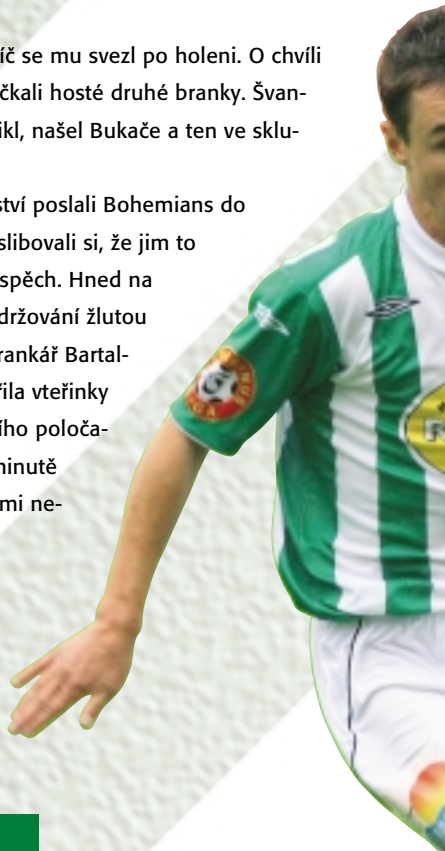 íč se mu svezl po holeni. O chvíli
čkali hosté druhé branky. Švan-
ikl, našel Bukače a ten ve sklu-
ství poslali Bohemians do
slibovali si, že jim to
spěch. Hned na
držování žlutou
rankář Bartal-
řila vteřinky
ího poloča-
minutě
mi ne-